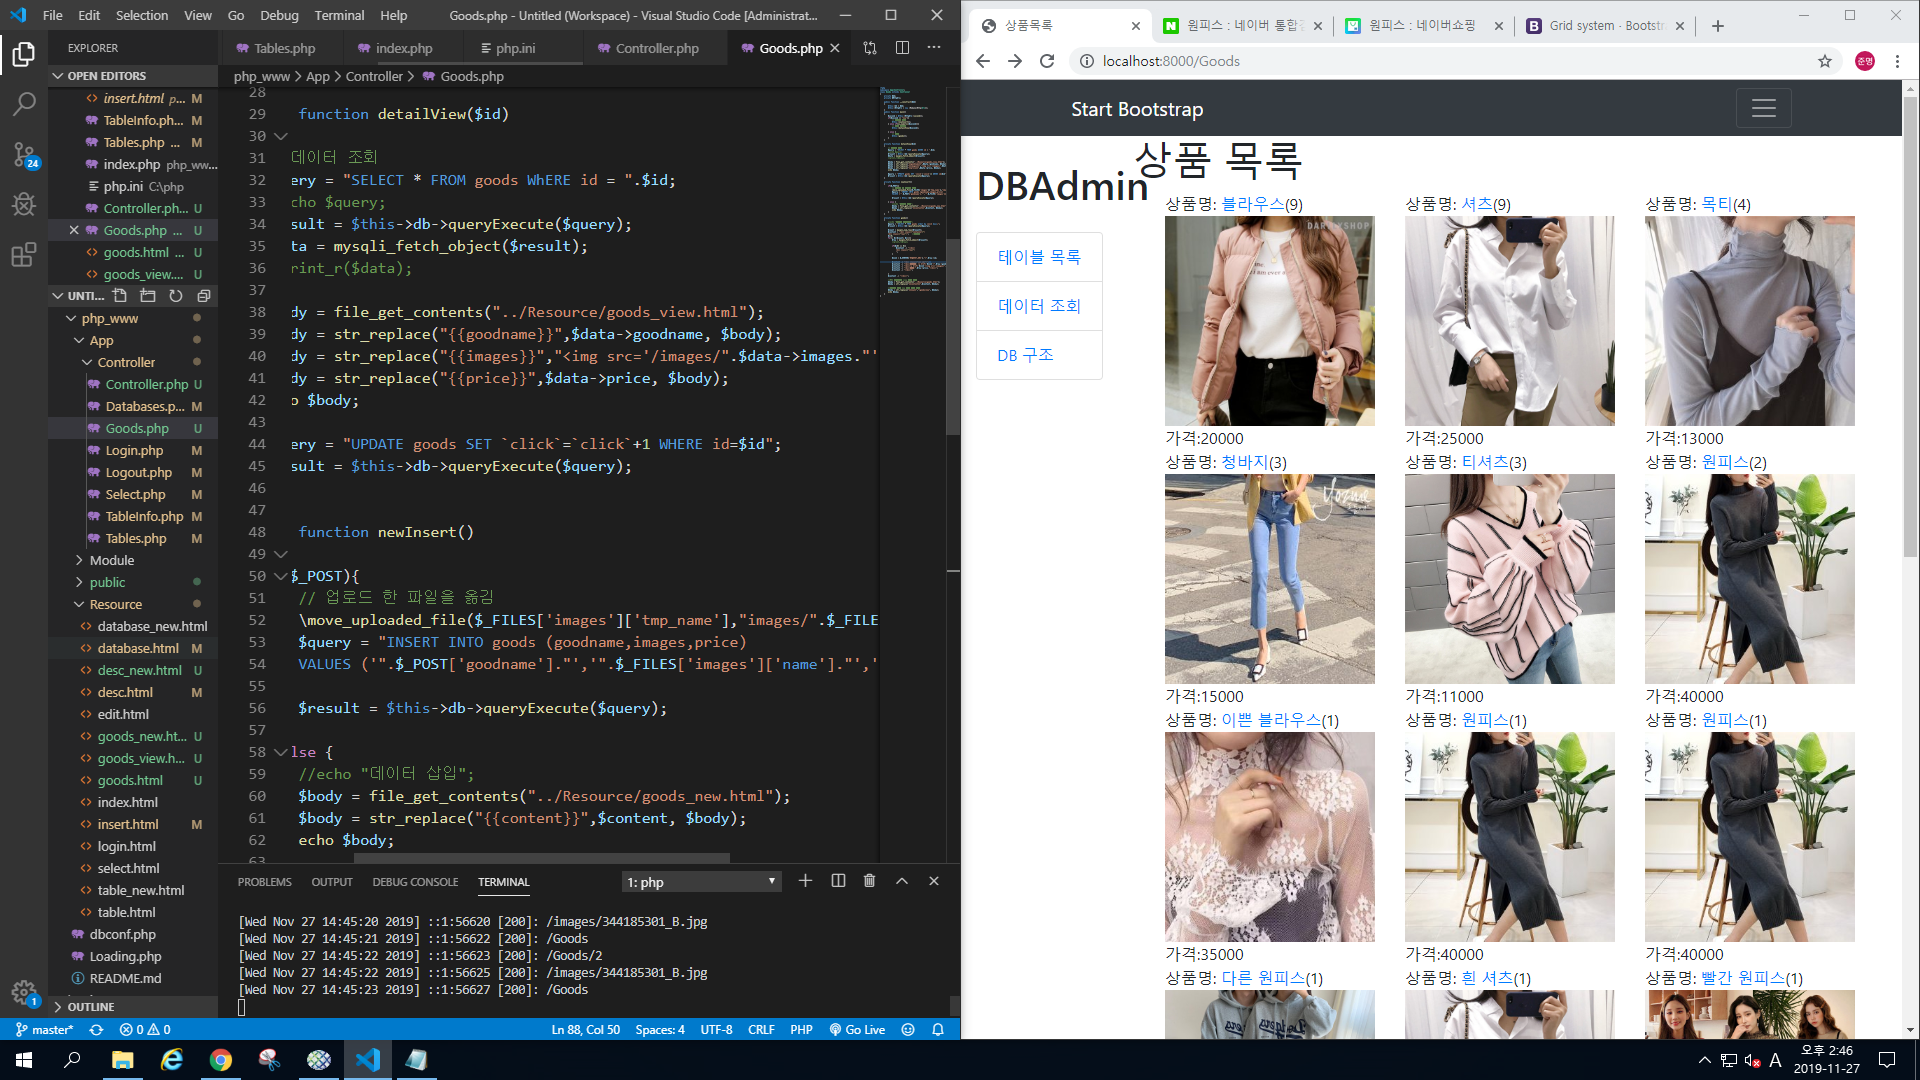 File Edit Selection View Go Debug Terminal Help Goods.php - Untitled (Workspace) - Visual Studio Code [Administrat...
EXPLORER
OPEN EDITORS
insert.html p... M
TableInfo.ph... M
Tables.php ... M
index.php php_ww...
php.ini C:\php
Controller.ph... U
Goods.php ... U
goods.html ... U
goods_view.... U
UNTI...
php_www
App
Controller
Controller.php U
Databases.p... M
Goods.php U
Login.php M
Logout.php M
Select.php M
TableInfo.php M
Tables.php M
Module
public
Resource
database_new.html
database.html M
desc_new.html U
desc.html M
edit.html
goods_new.ht... U
goods_view.h... U
goods.html U
index.html
insert.html M
login.html
select.html
table_new.html
table.html
dbconf.php
Loading.php
README.md
OUTLINE
24
1
Tables.php index.php php.ini Controller.php Goods.php
php_www > App > Controller > Goods.php
28
29 function detailView($id)
30
31 데이터 조회
32 ery = "SELECT * FROM goods WhERE id = ".$id;
33 cho $query;
34 sult = $this->db->queryExecute($query);
35 ta = mysqli_fetch_object($result);
36 rint_r($data);
37
38 dy = file_get_contents("../Resource/goods_view.html");
39 dy = str_replace("{{goodname}}",$data->goodname, $body);
40 dy = str_replace("{{images}}","<img src='/images/".$data->images."'
41 dy = str_replace("{{price}}",$data->price, $body);
42 o $body;
43
44 ery = "UPDATE goods SET `click`=`click`+1 WHERE id=$id";
45 sult = $this->db->queryExecute($query);
46
47
48 function newInsert()
49
50 $_POST){
51 // 업로드 한 파일을 옮김
52 \move_uploaded_file($_FILES['images']['tmp_name'],"images/".$_FILE
53 $query = "INSERT INTO goods (goodname,images,price)
54 VALUES ('".$_POST['goodname']."','".$_FILES['images']['name']."','
55
56 $result = $this->db->queryExecute($query);
57
58 lse {
59 //echo "데이터 삽입";
60 $body = file_get_contents("../Resource/goods_new.html");
61 $body = str_replace("{{content}}",$content, $body);
62 echo $body;
63
PROBLEMS OUTPUT DEBUG CONSOLE TERMINAL 1: php
[Wed Nov 27 14:45:20 2019] ::1:56620 [200]: /images/344185301_B.jpg
[Wed Nov 27 14:45:21 2019] ::1:56622 [200]: /Goods
[Wed Nov 27 14:45:22 2019] ::1:56623 [200]: /Goods/2
[Wed Nov 27 14:45:22 2019] ::1:56625 [200]: /images/344185301_B.jpg
[Wed Nov 27 14:45:23 2019] ::1:56627 [200]: /Goods
master* 0 0 Ln 88, Col 50 Spaces: 4 UTF-8 CRLF PHP Go Live
상품목록 원피스 : 네이버 통합검 원피스 : 네이버쇼핑 Grid system · Bootstr
localhost:8000/Goods 준명
Start Bootstrap
상품 목록
DBAdmin
테이블 목록
데이터 조회
DB 구조
상품명: 블라우스(9) 상품명: 셔츠(9) 상품명: 목티(4)
가격:20000 가격:25000 가격:13000
상품명: 청바지(3) 상품명: 티셔츠(3) 상품명: 원피스(2)
가격:15000 가격:11000 가격:40000
상품명: 이쁜 블라우스(1) 상품명: 원피스(1) 상품명: 원피스(1)
가격:35000 가격:40000 가격:40000
상품명: 다른 원피스(1) 상품명: 흰 셔츠(1) 상품명: 빨간 원피스(1)
A 오후 2:46
2019-11-27